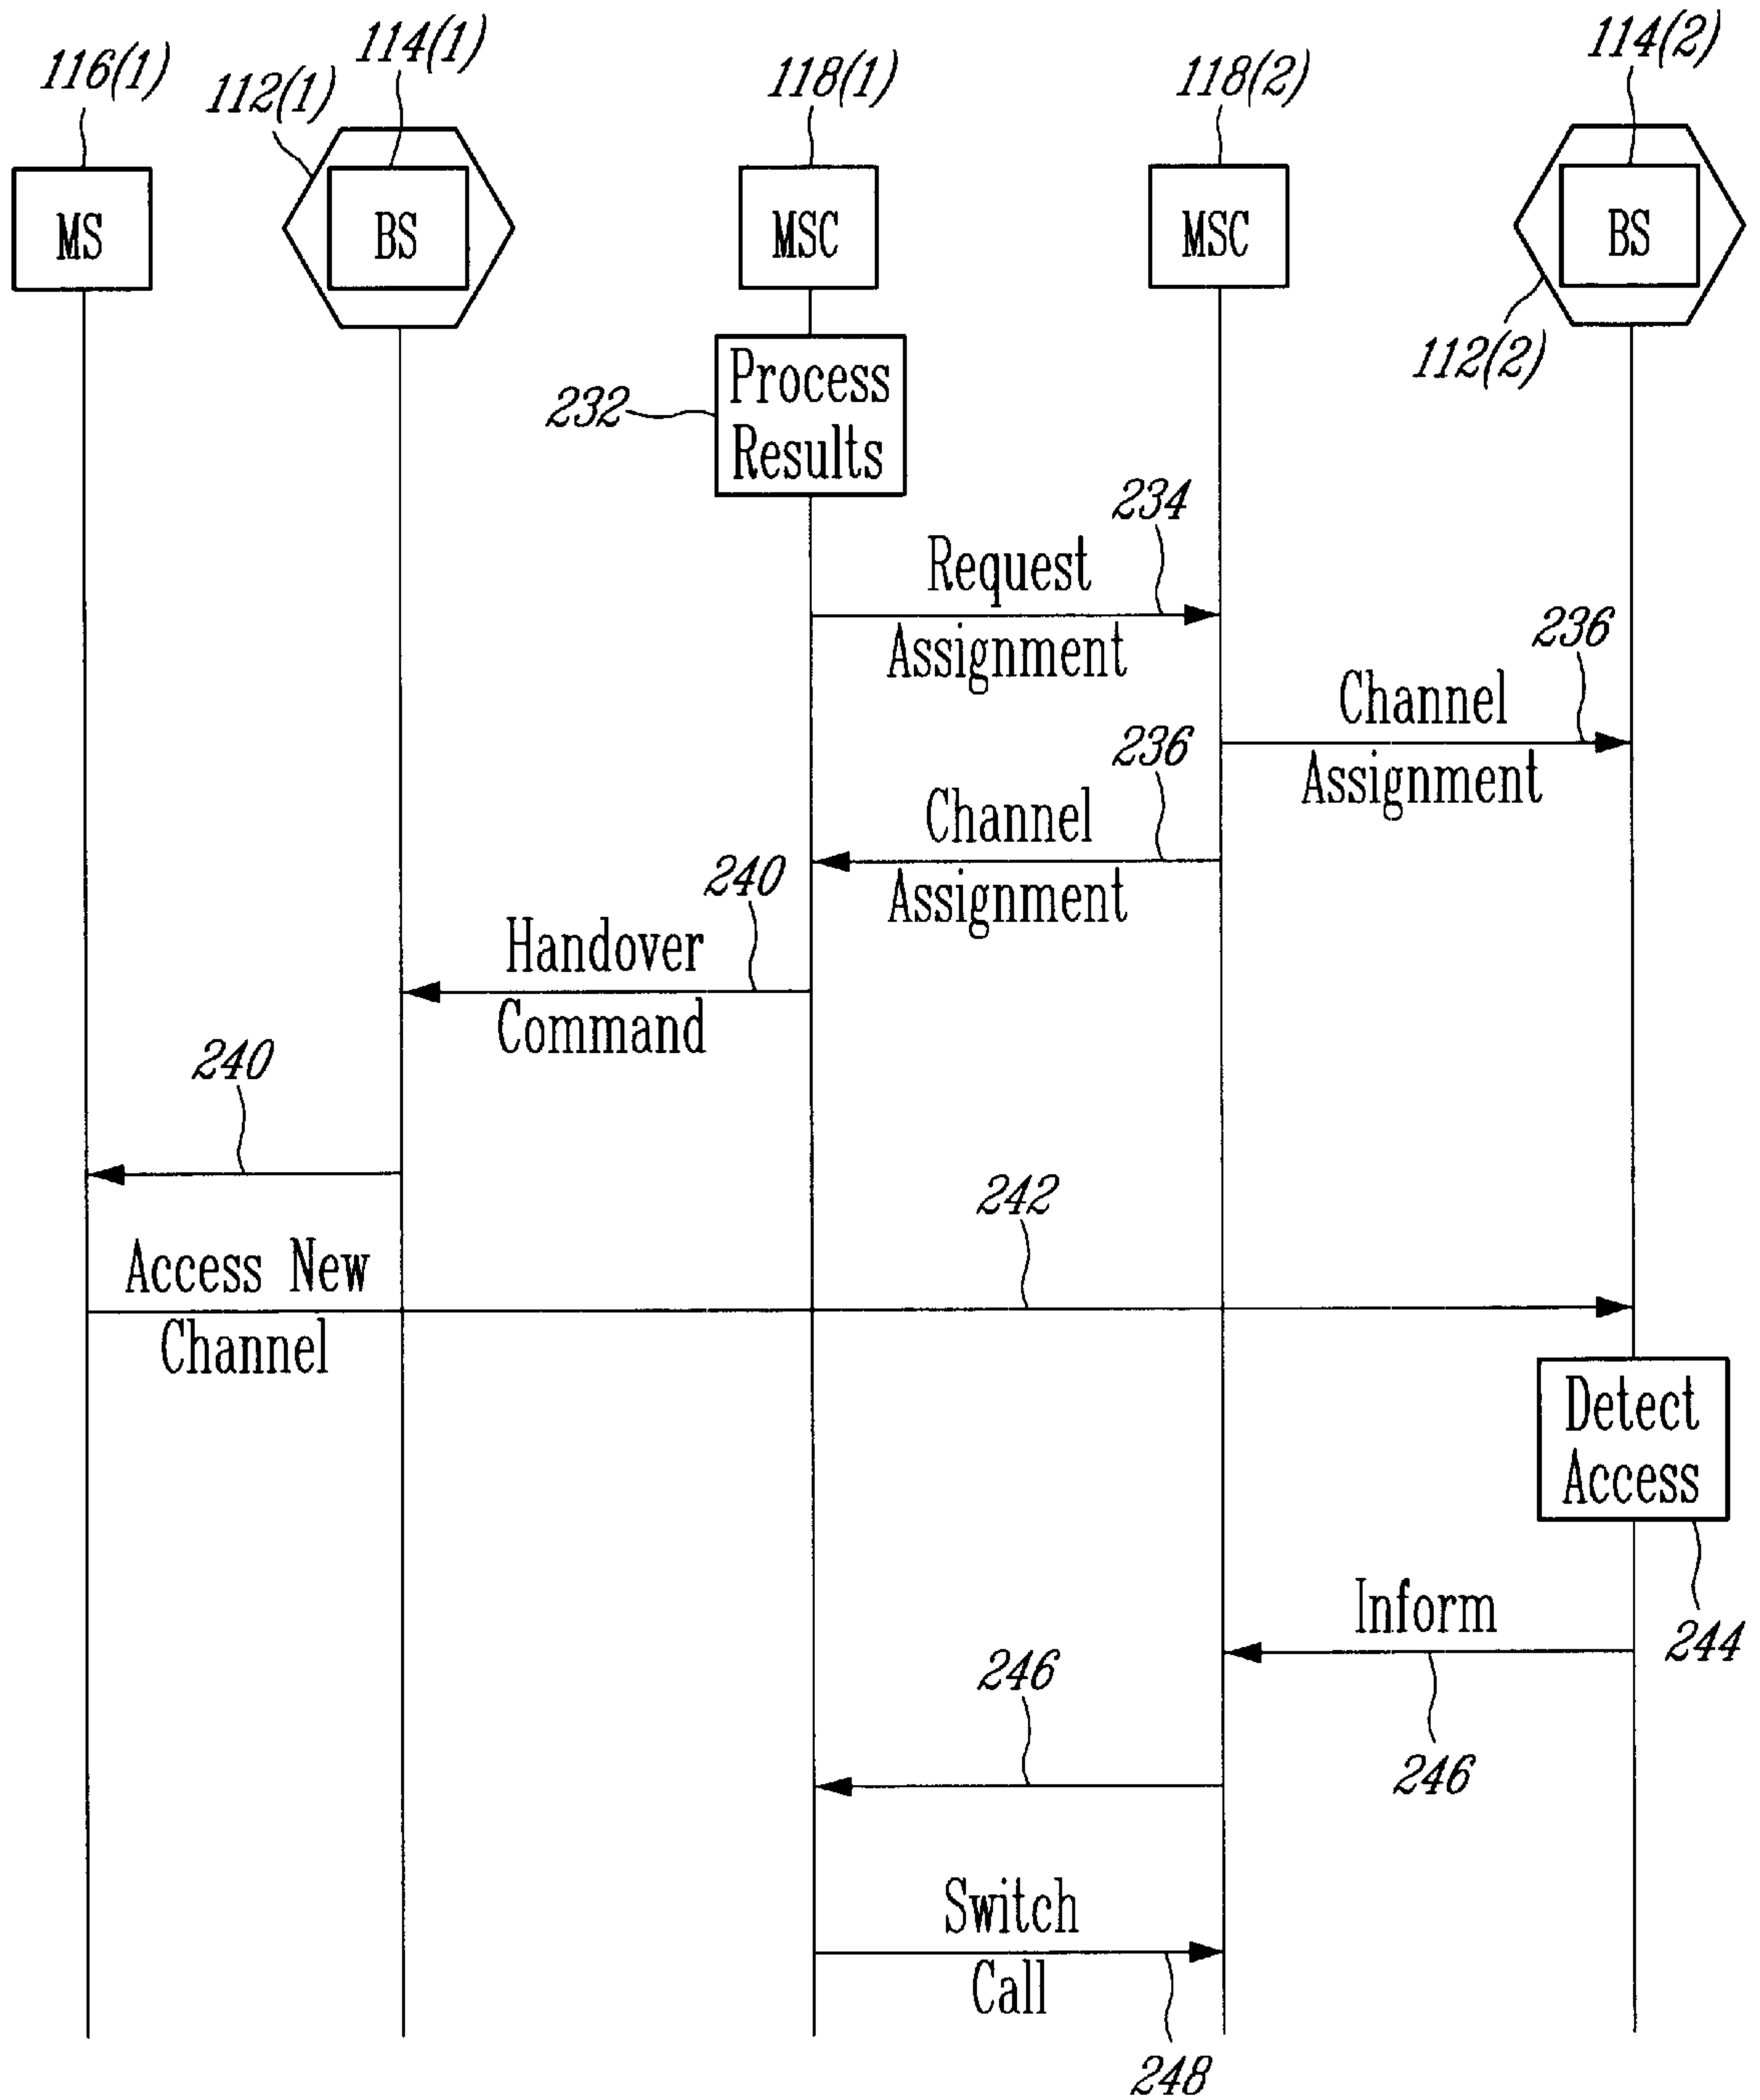 116(1)
112(1)
114(1)
118(1)
118(2)
114(2)
MS
BS
MSC
MSC
BS
112(2)
232
Process
Results
234
Request
Assignment
236
Channel
Assignment
236
Channel
Assignment
240
Handover
Command
240
242
Access New
Channel
Detect
Access
244
Inform
246
246
Switch
Call
248